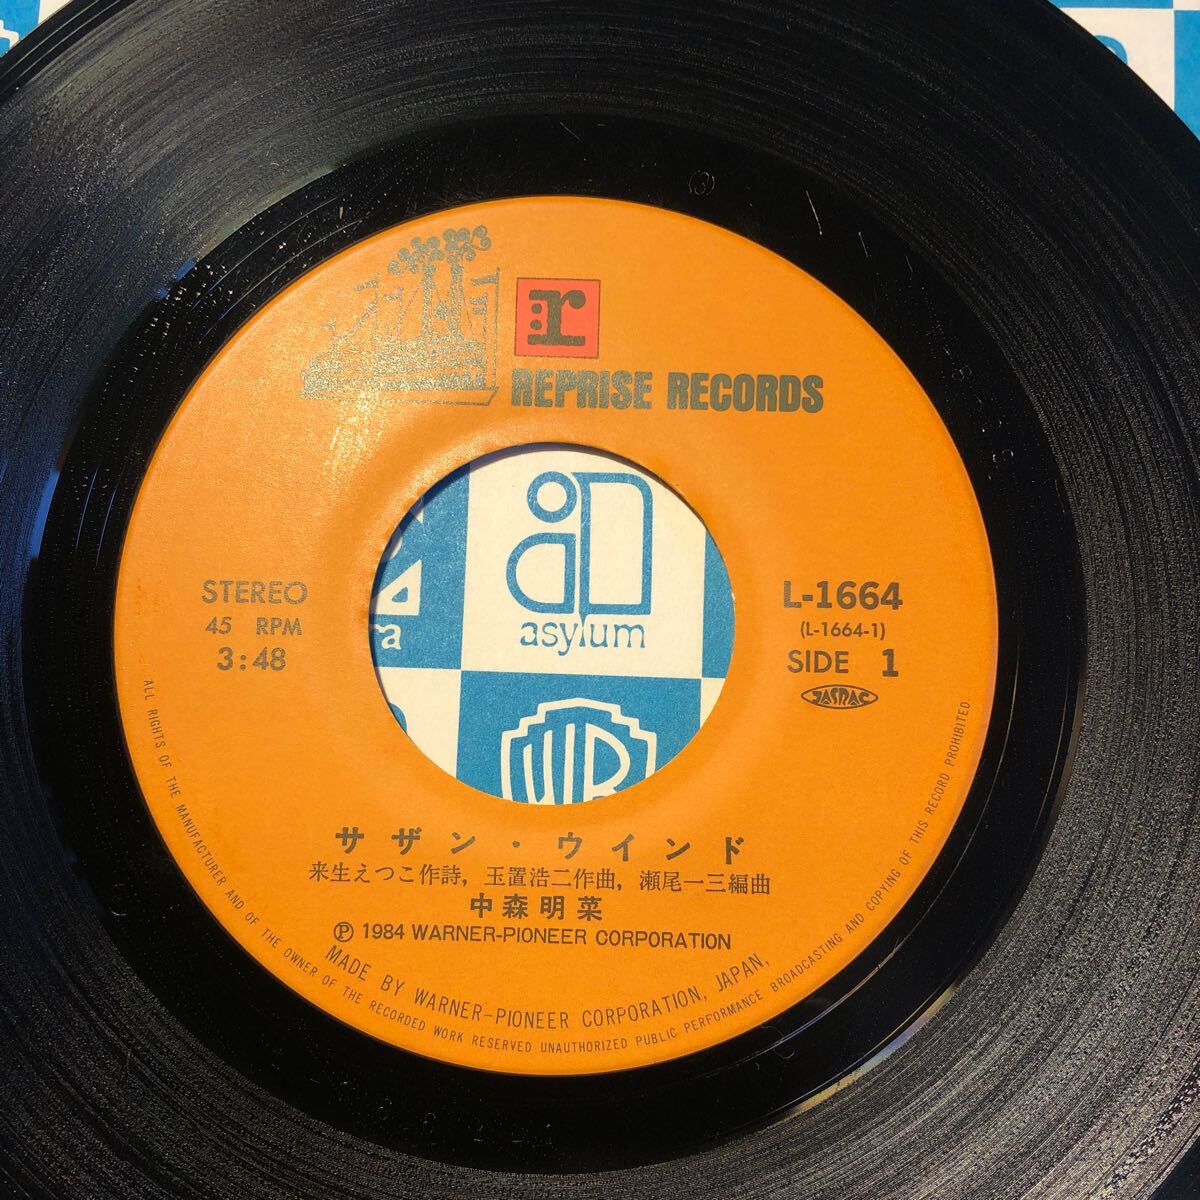 r
REPRISE RECORDS
STEREO
45 RPM
3:48
L-1664
(L-1664-1)
SIDE 1
JASRAC
asylum
ra
WB
サザン・ウインド
来生えつこ作詩, 玉置浩二作曲, 瀬尾一三編曲
中森明菜
Ⓟ 1984 WARNER-PIONEER CORPORATION
MADE BY WARNER-PIONEER CORPORATION, JAPAN,
ALL RIGHTS OF THE MANUFACTURER AND OF THE OWNER OF THE RECORDED WORK RESERVED UNAUTHORIZED PUBLIC PERFORMANCE BROADCASTING AND COPYING OF THIS RECORD PROHIBITED